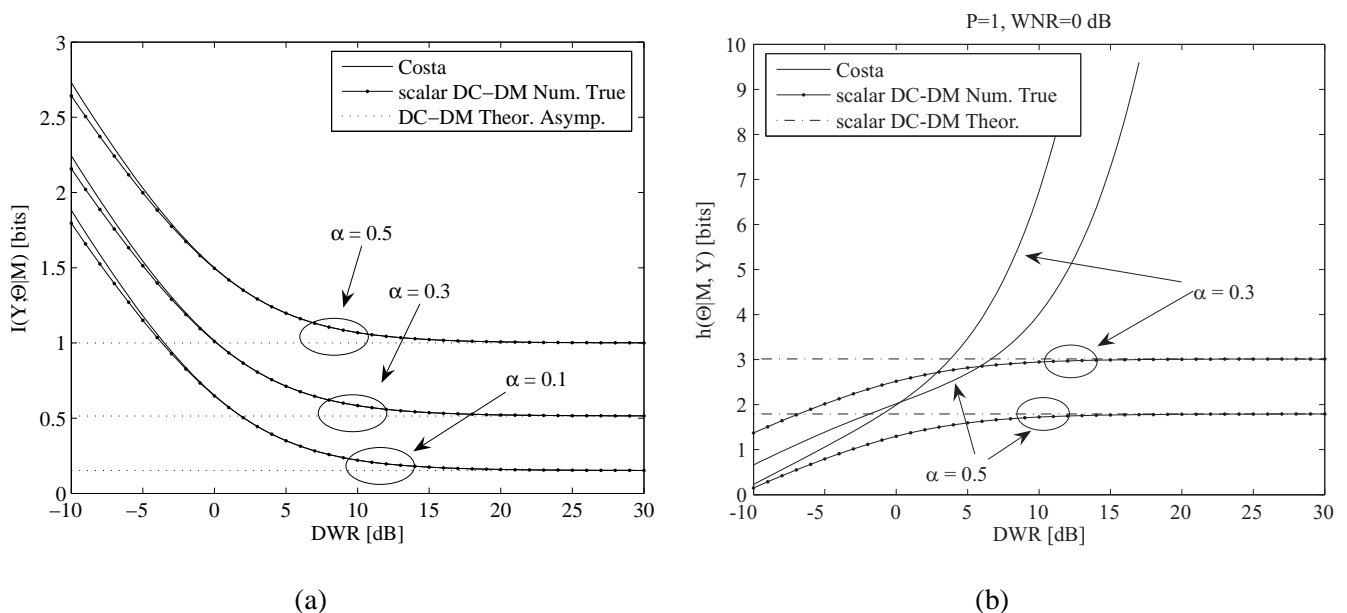 3
2.5
2
1.5
1
0.5
0
I(Y;Θ|M) [bits]
Costa
scalar DC−DM Num. True
DC−DM Theor. Asymp.
α = 0.5
α = 0.3
α = 0.1
-10 -5 0 5 10 15 20 25 30
DWR [dB]
(a)
P=1, WNR=0 dB
10
9
8
7
6
5
4
3
2
1
0
h(Θ|M, Y) [bits]
Costa
scalar DC-DM Num. True
scalar DC-DM Theor.
α = 0.3
α = 0.5
-10 -5 0 5 10 15 20 25 30
DWR [dB]
(b)